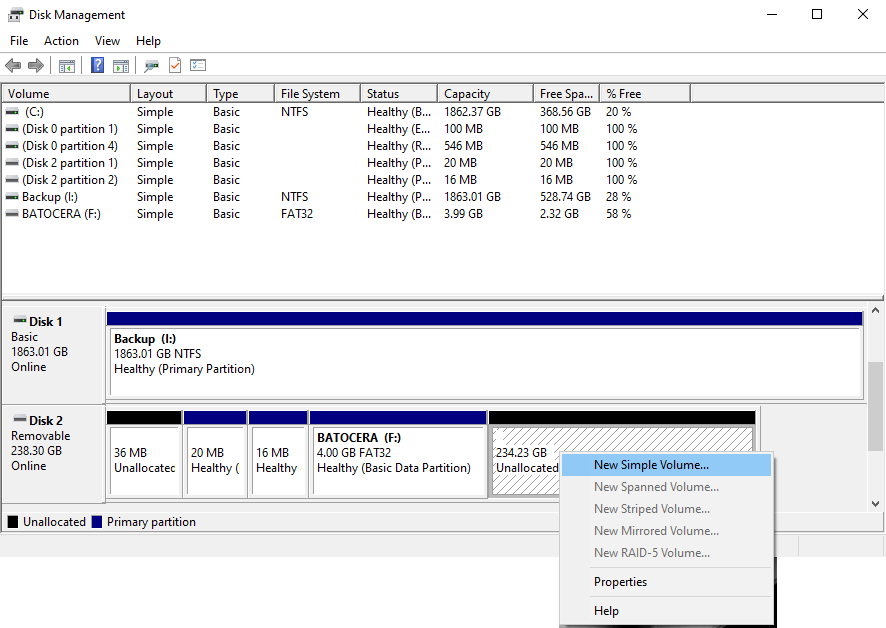 Disk Management
File Action View Help
Volume Layout Type File System Status Capacity Free Spa... % Free
(C:) Simple Basic NTFS Healthy (B... 1862.37 GB 368.56 GB 20 %
(Disk 0 partition 1) Simple Basic Healthy (E... 100 MB 100 MB 100 %
(Disk 0 partition 4) Simple Basic Healthy (R... 546 MB 546 MB 100 %
(Disk 2 partition 1) Simple Basic Healthy (P... 20 MB 20 MB 100 %
(Disk 2 partition 2) Simple Basic Healthy (P... 16 MB 16 MB 100 %
Backup (I:) Simple Basic NTFS Healthy (P... 1863.01 GB 528.74 GB 28 %
BATOCERA (F:) Simple Basic FAT32 Healthy (B... 3.99 GB 2.32 GB 58 %
Disk 1
Basic
1863.01 GB
Online
Backup (I:)
1863.01 GB NTFS
Healthy (Primary Partition)
Disk 2
Removable
238.30 GB
Online
36 MB
Unallocated
20 MB
Healthy (
16 MB
Healthy
BATOCERA (F:)
4.00 GB FAT32
Healthy (Basic Data Partition)
234.23 GB
Unallocated
New Simple Volume...
New Spanned Volume...
New Striped Volume...
New Mirrored Volume...
New RAID-5 Volume...
Properties
Help
Unallocated Primary partition